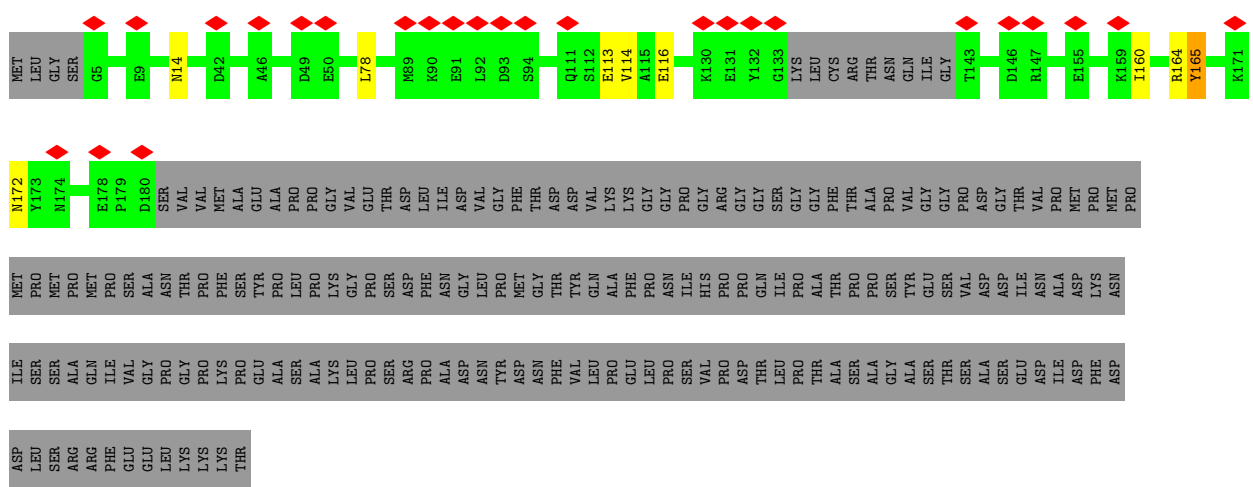 MET LEU GLY SER G5 E9 N14 D42 A46 D49 E50 L78 M89 K90 E91 L92 D93 S94 Q111 S112 E113 V114 A115 E116 K130 E131 Y132 G133 LYS LEU CYS ARG THR ASN GLN ILE GLY T143 D146 R147 E155 K159 I160 R164 Y165 K171
N172 Y173 N174 E178 P179 D180 SER VAL VAL MET ALA GLU ALA PRO PRO GLY VAL GLU THR ASP LEU ILE ASP VAL GLY PHE THR ASP ASP VAL LYS LYS GLY GLY PRO GLY ARG GLY GLY SER GLY GLY PHE THR ALA PRO VAL GLY GLY PRO ASP GLY THR VAL PRO MET PRO MET PRO
MET PRO MET PRO MET PRO SER ALA ASN THR PRO PHE SER TYR PRO LEU PRO LYS GLY PRO SER ASP PHE ASN GLY LEU PRO MET GLY THR TYR GLN ALA PHE PRO ASN ILE HIS PRO PRO GLN ILE PRO ALA THR PRO PRO SER TYR GLU SER VAL ASP ASP ILE ASN ALA ASP LYS ASN
ILE SER SER ALA GLN ILE VAL GLY PRO GLY PRO LYS PRO GLU ALA SER ALA LYS LEU PRO SER ARG PRO ALA ASP ASN TYR ASP ASN PHE VAL LEU PRO GLU LEU PRO SER VAL PRO ASP THR LEU PRO THR ALA SER ALA GLY ALA SER THR SER ALA SER GLU ASP ILE ASP PHE ASP
ASP LEU SER ARG ARG PHE GLU GLU LEU LYS LYS LYS THR